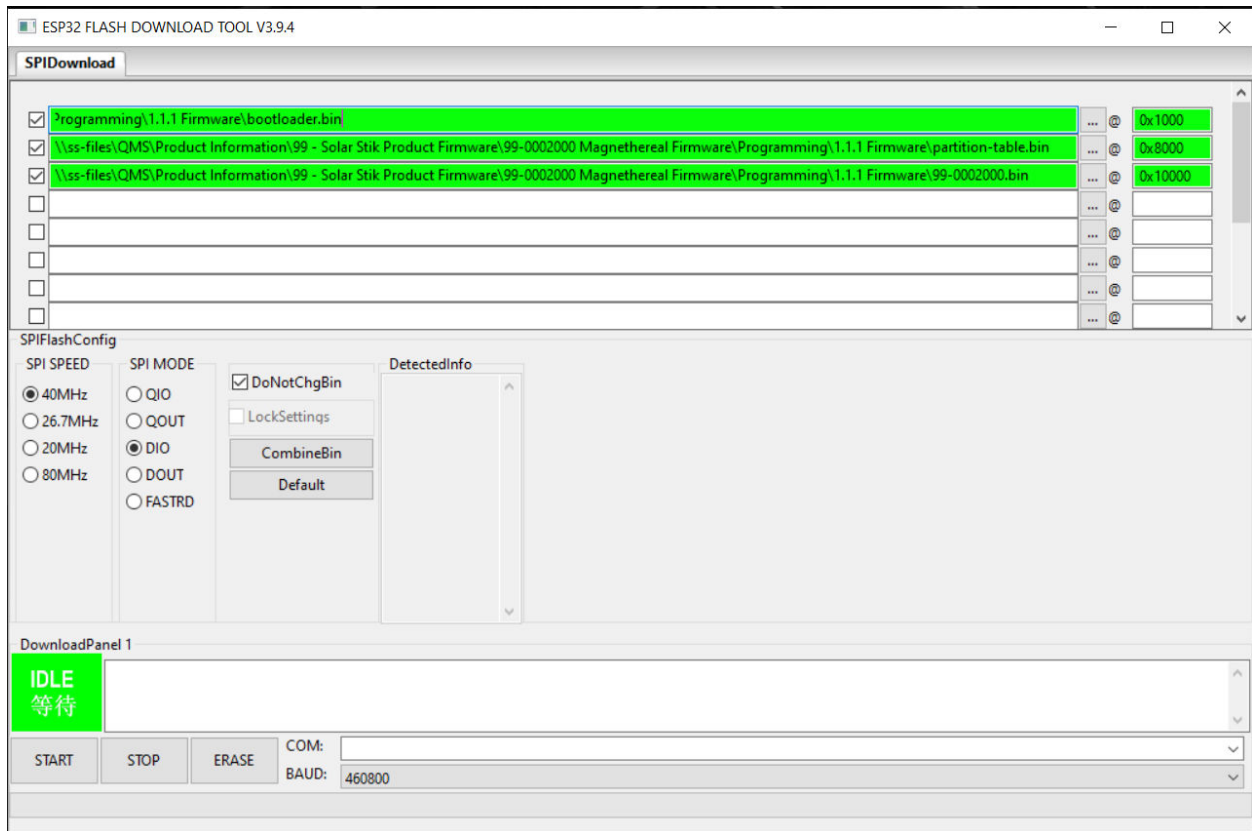 ESP32 FLASH DOWNLOAD TOOL V3.9.4
SPIDownload
Programming\1.1.1 Firmware\bootloader.bin ... @ 0x1000
\\ss-files\QMS\Product Information\99 - Solar Stik Product Firmware\99-0002000 Magnethereal Firmware\Programming\1.1.1 Firmware\partition-table.bin ... @ 0x8000
\\ss-files\QMS\Product Information\99 - Solar Stik Product Firmware\99-0002000 Magnethereal Firmware\Programming\1.1.1 Firmware\99-0002000.bin ... @ 0x10000
... @
... @
... @
... @
... @
SPIFlashConfig
SPI SPEED
40MHz
26.7MHz
20MHz
80MHz
SPI MODE
QIO
QOUT
DIO
DOUT
FASTRD
DoNotChgBin
LockSettings
CombineBin
Default
DetectedInfo
DownloadPanel 1
IDLE
等待
START STOP ERASE
COM:
BAUD: 460800